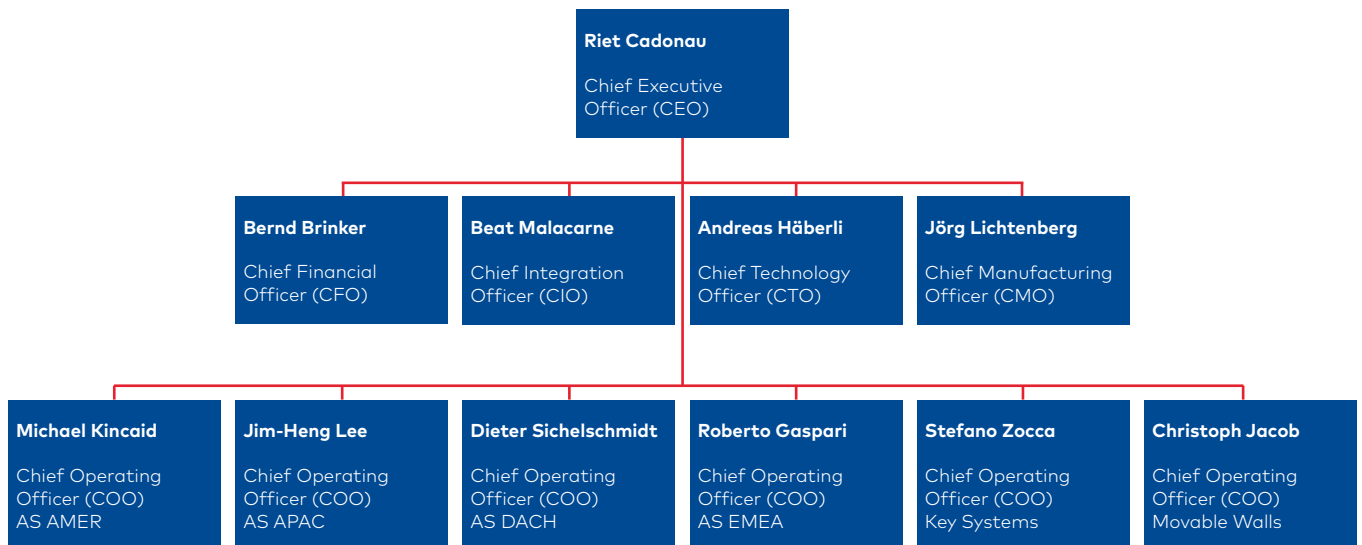 Riet Cadonau
Chief Executive
Officer (CEO)
Bernd Brinker
Chief Financial
Officer (CFO)
Beat Malacarne
Chief Integration
Officer (CIO)
Andreas Häberli
Chief Technology
Officer (CTO)
Jörg Lichtenberg
Chief Manufacturing
Officer (CMO)
Michael Kincaid
Chief Operating
Officer (COO)
AS AMER
Jim-Heng Lee
Chief Operating
Officer (COO)
AS APAC
Dieter Sichelschmidt
Chief Operating
Officer (COO)
AS DACH
Roberto Gaspari
Chief Operating
Officer (COO)
AS EMEA
Stefano Zocca
Chief Operating
Officer (COO)
Key Systems
Christoph Jacob
Chief Operating
Officer (COO)
Movable Walls